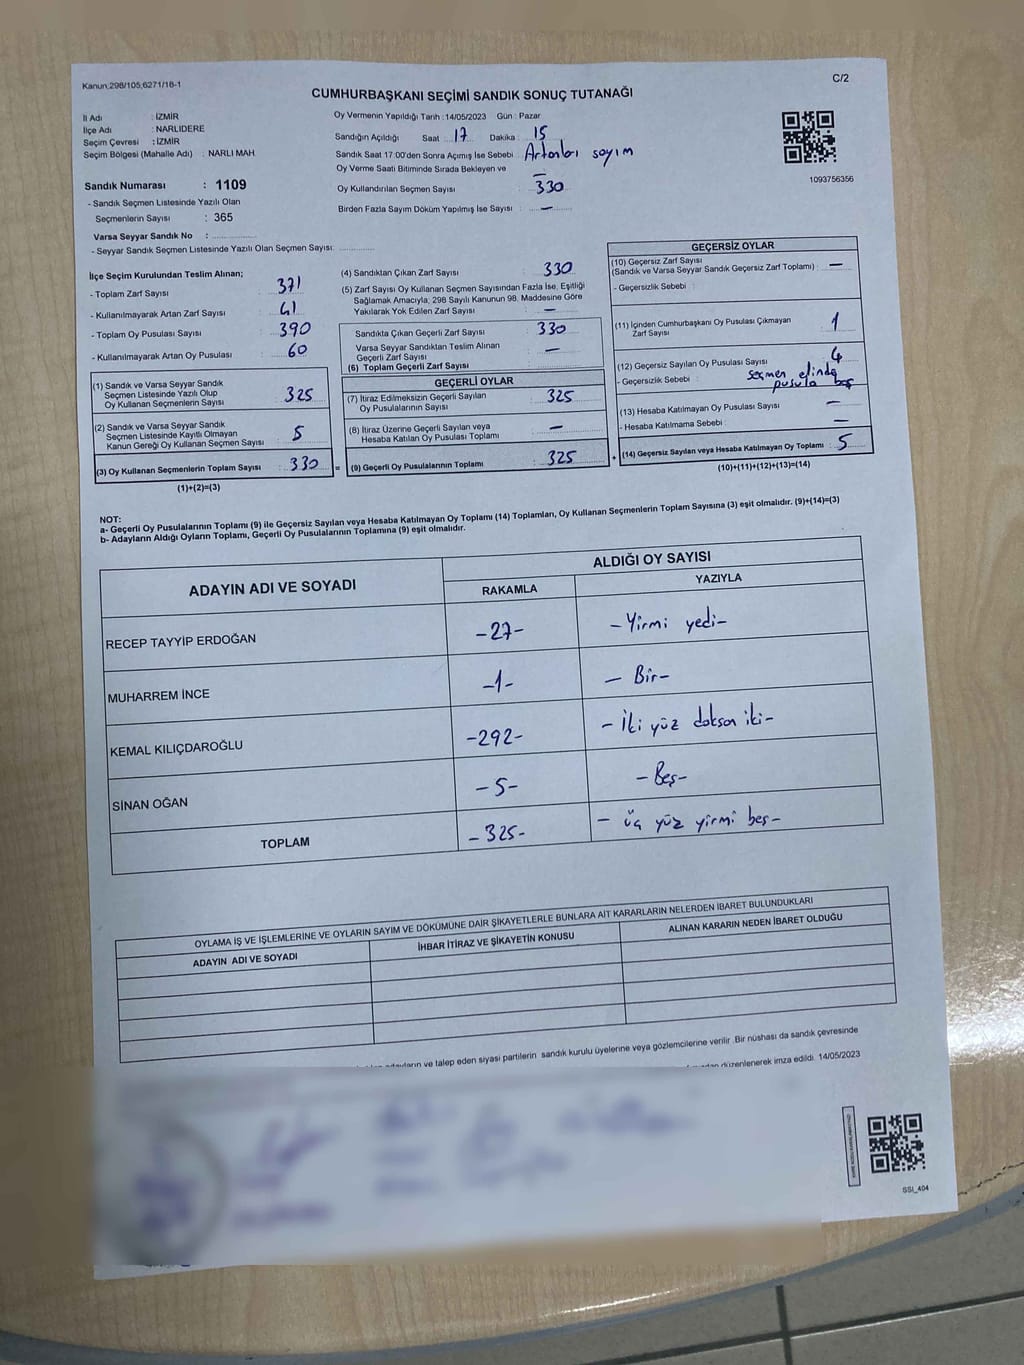 Kanun;298/105;6271/18-1
C/2
CUMHURBAŞKANI SEÇİMİ SANDIK SONUÇ TUTANAĞI
İl Adı : İZMİR
İlçe Adı : NARLIDERE
Seçim Çevresi : İZMİR
Seçim Bölgesi (Mahalle Adı) : NARLI MAH.
Sandık Numarası : 1109
- Sandık Seçmen Listesinde Yazılı Olan
Seçmenlerin Sayısı : 365
Varsa Seyyar Sandık No :
- Seyyar Sandık Seçmen Listesinde Yazılı Olan Seçmen Sayısı:
Oy Vermenin Yapıldığı Tarih : 14/05/2023 Gün : Pazar
Sandığın Açıldığı Saat : 17 Dakika : 15
Sandık Saat 17:00'den Sonra Açımış İse Sebebi : Artanları sayım
Oy Verme Saati Bitiminde Sırada Bekleyen ve
Oy Kullandırılan Seçmen Sayısı : 330
Birden Fazla Sayım Döküm Yapılmış İse Sayısı : —
1093756356
İlçe Seçim Kurulundan Teslim Alınan;
- Toplam Zarf Sayısı : 371
- Kullanılmayarak Artan Zarf Sayısı : 41
- Toplam Oy Pusulası Sayısı : 390
- Kullanılmayarak Artan Oy Pusulası : 60
(1) Sandık ve Varsa Seyyar Sandık
Seçmen Listesinde Yazılı Olup
Oy Kullanan Seçmenlerin Sayısı : 325
(2) Sandık ve Varsa Seyyar Sandık
Seçmen Listesinde Kayıtlı Olmayan
Kanun Gereği Oy Kullanan Seçmen Sayısı : 5
(3) Oy Kullanan Seçmenlerin Toplam Sayısı : 330
(1)+(2)=(3)
(4) Sandıktan Çıkan Zarf Sayısı : 330
(5) Zarf Sayısı Oy Kullanan Seçmen Sayısından Fazla İse, Eşitliği
Sağlamak Amacıyla, 298 Sayılı Kanunun 98. Maddesine Göre
Yakılarak Yok Edilen Zarf Sayısı : —
Sandıkta Çıkan Geçerli Zarf Sayısı : 330
Varsa Seyyar Sandıktan Teslim Alınan
Geçerli Zarf Sayısı : —
(6) Toplam Geçerli Zarf Sayısı
GEÇERLİ OYLAR
(7) İtiraz Edilmeksizin Geçerli Sayılan
Oy Pusulalarının Sayısı : 325
(8) İtiraz Üzerine Geçerli Sayılan veya
Hesaba Katılan Oy Pusulası Toplamı : —
= (9) Geçerli Oy Pusulalarının Toplamı : 325
GEÇERSİZ OYLAR
(10) Geçersiz Zarf Sayısı
(Sandık ve Varsa Seyyar Sandık Geçersiz Zarf Toplamı) : —
- Geçersizlik Sebebi :
(11) İçinden Cumhurbaşkanı Oy Pusulası Çıkmayan
Zarf Sayısı : 1
(12) Geçersiz Sayılan Oy Pusulası Sayısı : 4
- Geçersizlik Sebebi : seçmen elinde
pusula boş
(13) Hesaba Katılmayan Oy Pusulası Sayısı : —
- Hesaba Katılmama Sebebi : —
+ (14) Geçersiz Sayılan veya Hesaba Katılmayan Oy Toplamı : 5
(10)+(11)+(12)+(13)=(14)
NOT:
a- Geçerli Oy Pusulalarının Toplamı (9) ile Geçersiz Sayılan veya Hesaba Katılmayan Oy Toplamı (14) Toplamları, Oy Kullanan Seçmenlerin Toplam Sayısına (3) eşit olmalıdır. (9)+(14)=(3)
b- Adayların Aldığı Oyların Toplamı, Geçerli Oy Pusulalarının Toplamına (9) eşit olmalıdır.
ADAYIN ADI VE SOYADI
ALDIĞI OY SAYISI
RAKAMLA YAZIYLA
RECEP TAYYİP ERDOĞAN -27- -Yirmi yedi-
MUHARREM İNCE -1- - Bir-
KEMAL KILIÇDAROĞLU -292- - İki yüz doksan iki-
SİNAN OĞAN -5- -Beş-
TOPLAM -325- - üç yüz yirmi beş-
OYLAMA İŞ VE İŞLEMLERİNE VE OYLARIN SAYIM VE DÖKÜMÜNE DAİR ŞİKAYETLERLE BUNLARA AİT KARARLARIN NELERDEN İBARET BULUNDUKLARI
ADAYIN ADI VE SOYADI İHBAR İTİRAZ VE ŞİKAYETİN KONUSU ALINAN KARARIN NEDEN İBARET OLDUĞU
adayların ve talep eden siyasi partilerin sandık kurulu üyelerine veya gözlemcilerine verilir .Bir nüshası da sandık çevresinde
düzenlenerek imza edildi. 14/05/2023
SSI_404